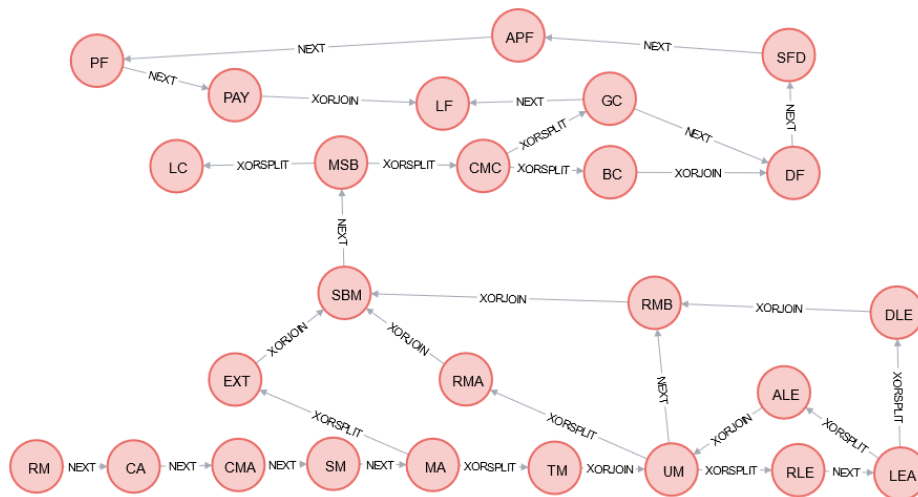 APF
NEXT
NEXT
PF
SFD
NEXT
PAY
XORJOIN
LF
NEXT
GC
NEXT
XORSPLIT
NEXT
LC
XORSPLIT
MSB
XORSPLIT
CMC
XORSPLIT
BC
XORJOIN
DF
NEXT
SBM
XORJOIN
RMB
XORJOIN
DLE
XORJOIN
XORJOIN
EXT
RMA
NEXT
ALE
XORSPLIT
XORSPLIT
XORSPLIT
XORJOIN
XORSPLIT
RM
NEXT
CA
NEXT
CMA
NEXT
SM
NEXT
MA
XORSPLIT
TM
XORJOIN
UM
XORSPLIT
RLE
NEXT
LEA